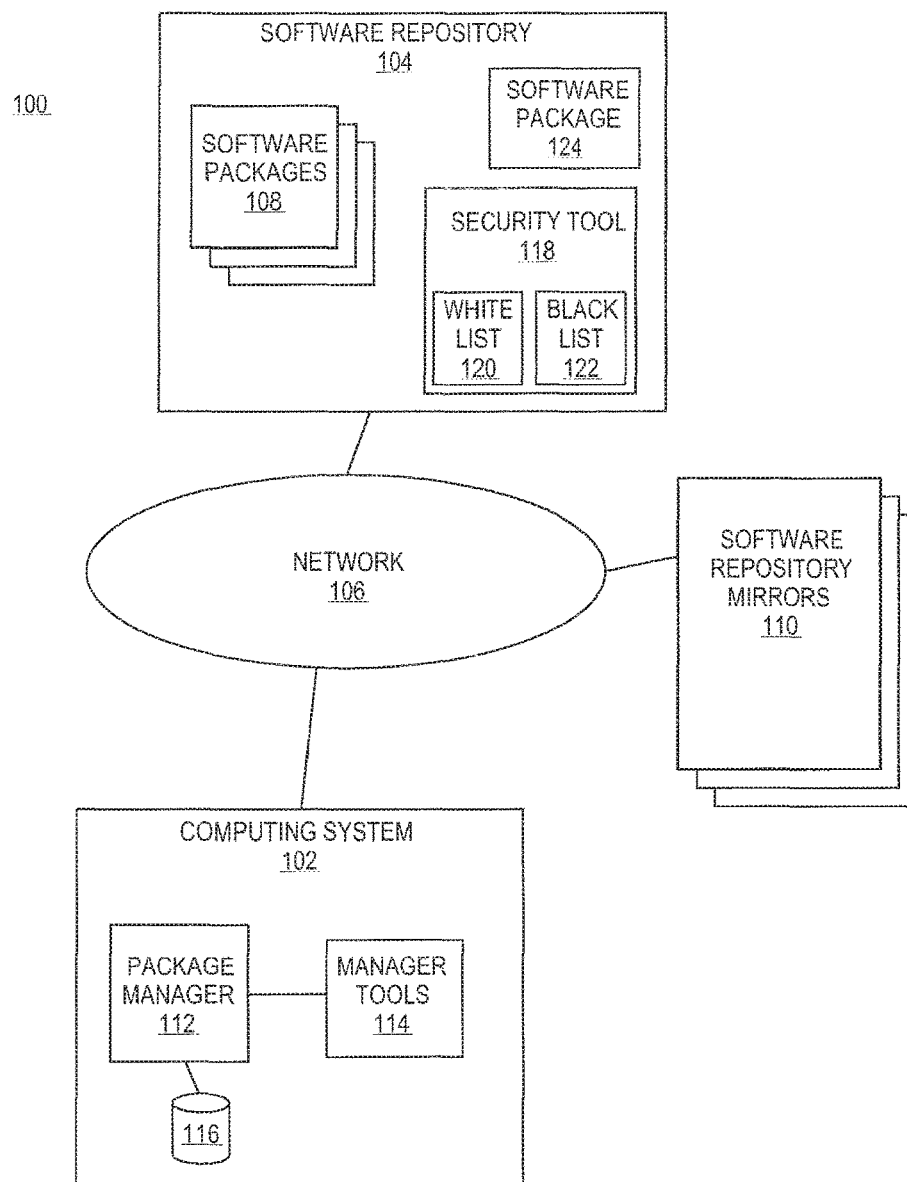 SOFTWARE REPOSITORY
104
100
SOFTWARE
PACKAGES
108
SOFTWARE
PACKAGE
124
SECURITY TOOL
118
WHITE
LIST
120
BLACK
LIST
122
NETWORK
106
SOFTWARE
REPOSITORY
MIRRORS
110
COMPUTING SYSTEM
102
PACKAGE
MANAGER
112
MANAGER
TOOLS
114
116